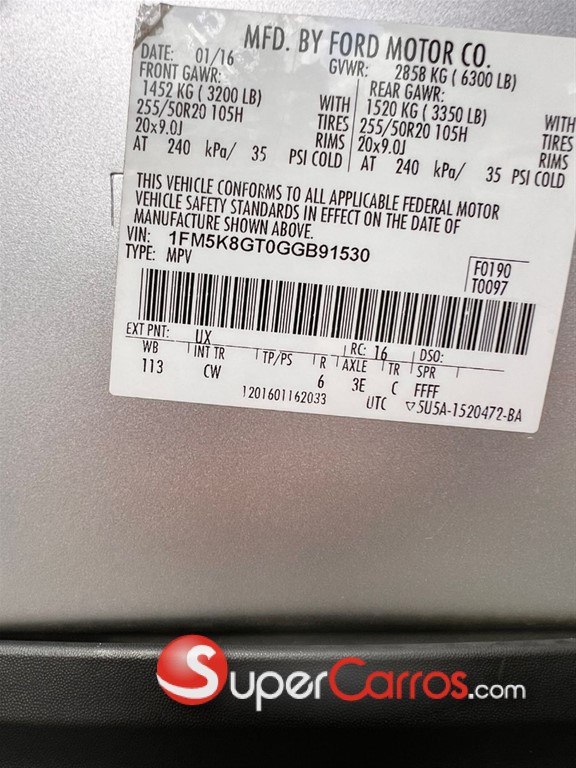 MFD. BY FORD MOTOR CO.
DATE: 01/16
GVWR: 2858 KG ( 6300 LB)
FRONT GAWR:
1452 KG ( 3200 LB)
WITH
255/50R20 105H
TIRES
20x9.0J
RIMS
AT 240 kPa/ 35 PSI COLD
REAR GAWR:
1520 KG ( 3350 LB)
WITH
255/50R20 105H
TIRES
20x9.0J
RIMS
AT 240 kPa/ 35 PSI COLD
THIS VEHICLE CONFORMS TO ALL APPLICABLE FEDERAL MOTOR
VEHICLE SAFETY STANDARDS IN EFFECT ON THE DATE OF
MANUFACTURE SHOWN ABOVE.
VIN: 1FM5K8GT0GGB91530
TYPE: MPV
F0190
T0097
EXT PNT: UX RC: 16 DSO:
WB INT TR TP/PS R AXLE TR SPR
113 CW 6 3E C FFFF
1201601162033 UTC ▽5U5A-1520472-BA
SuperCarros.com